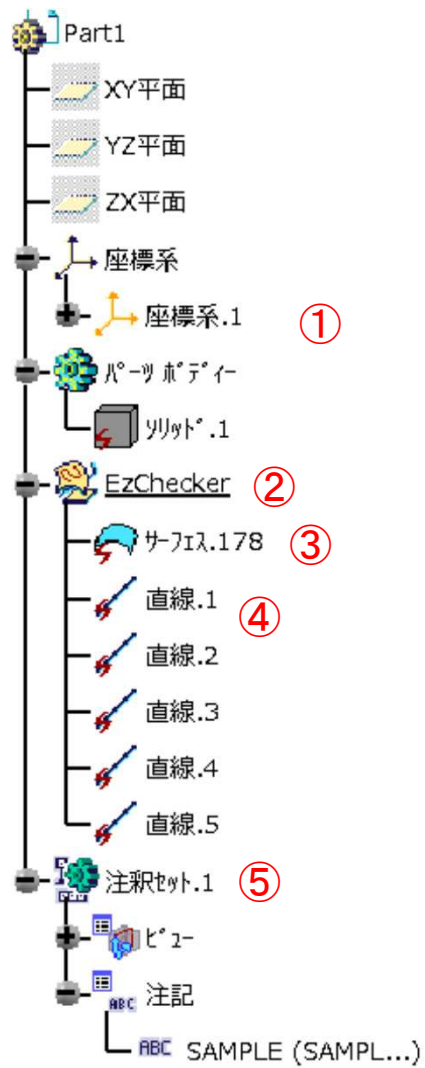 Part1
XY平面
YZ平面
ZX平面
座標系
座標系.1 ①
ﾊﾟｰﾂ ﾎﾞﾃﾞｨｰ
ｿﾘｯﾄﾞ.1
EzChecker ②
ｻｰﾌｪｽ.178 ③
直線.1 ④
直線.2
直線.3
直線.4
直線.5
注釈ｾｯﾄ.1 ⑤
ﾋﾞｭｰ
注記
ABC
ABC SAMPLE (SAMPL...)